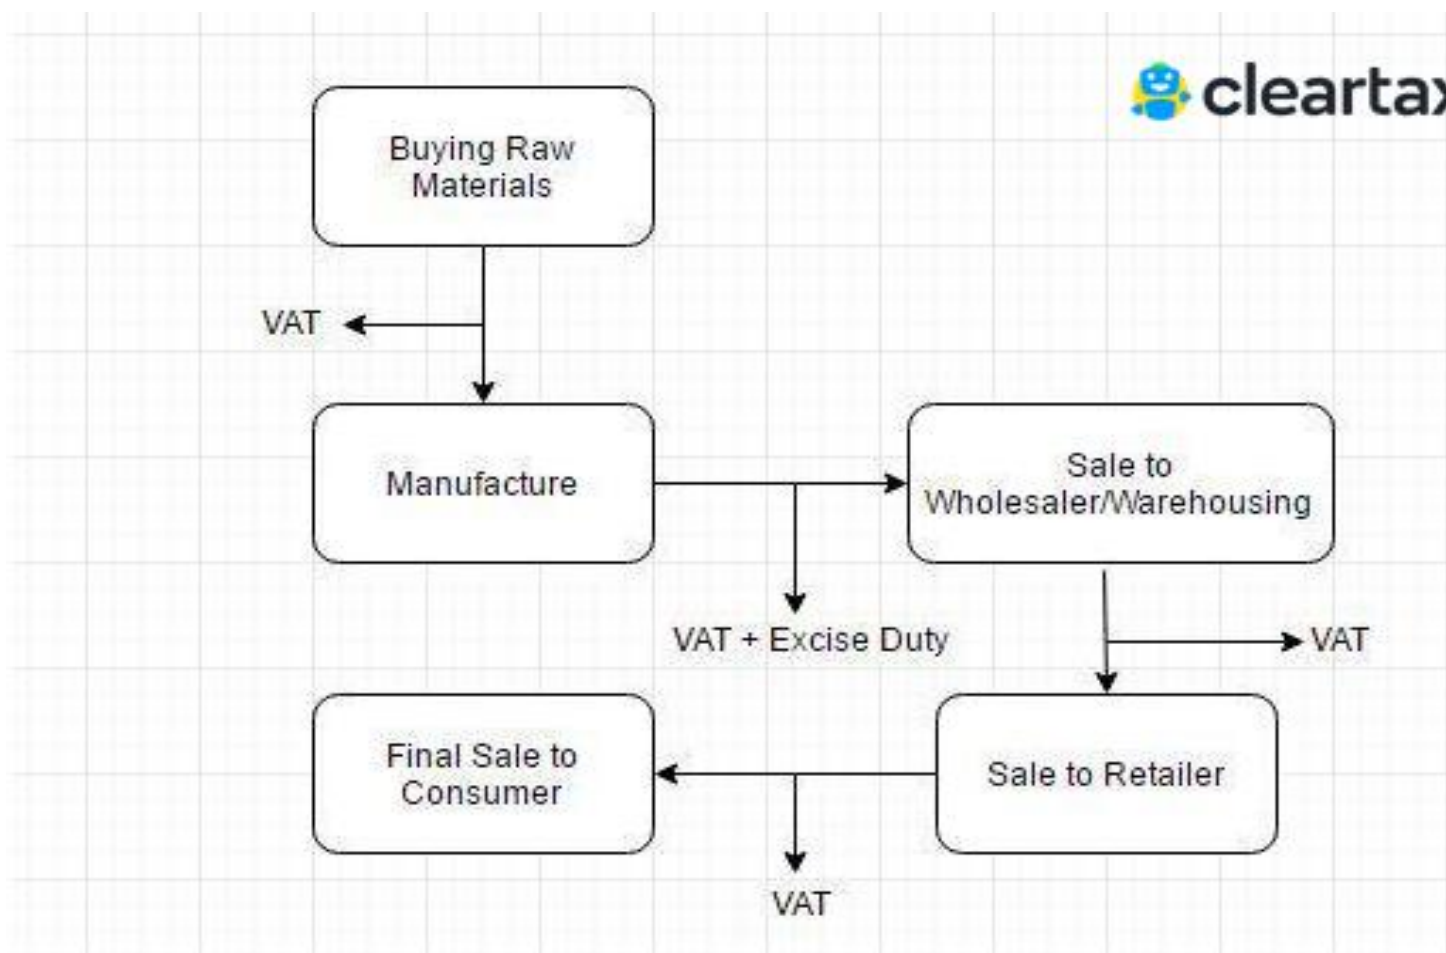 cleartax
Buying Raw
Materials
VAT
Manufacture
Sale to
Wholesaler/Warehousing
VAT + Excise Duty
VAT
Final Sale to
Consumer
Sale to Retailer
VAT